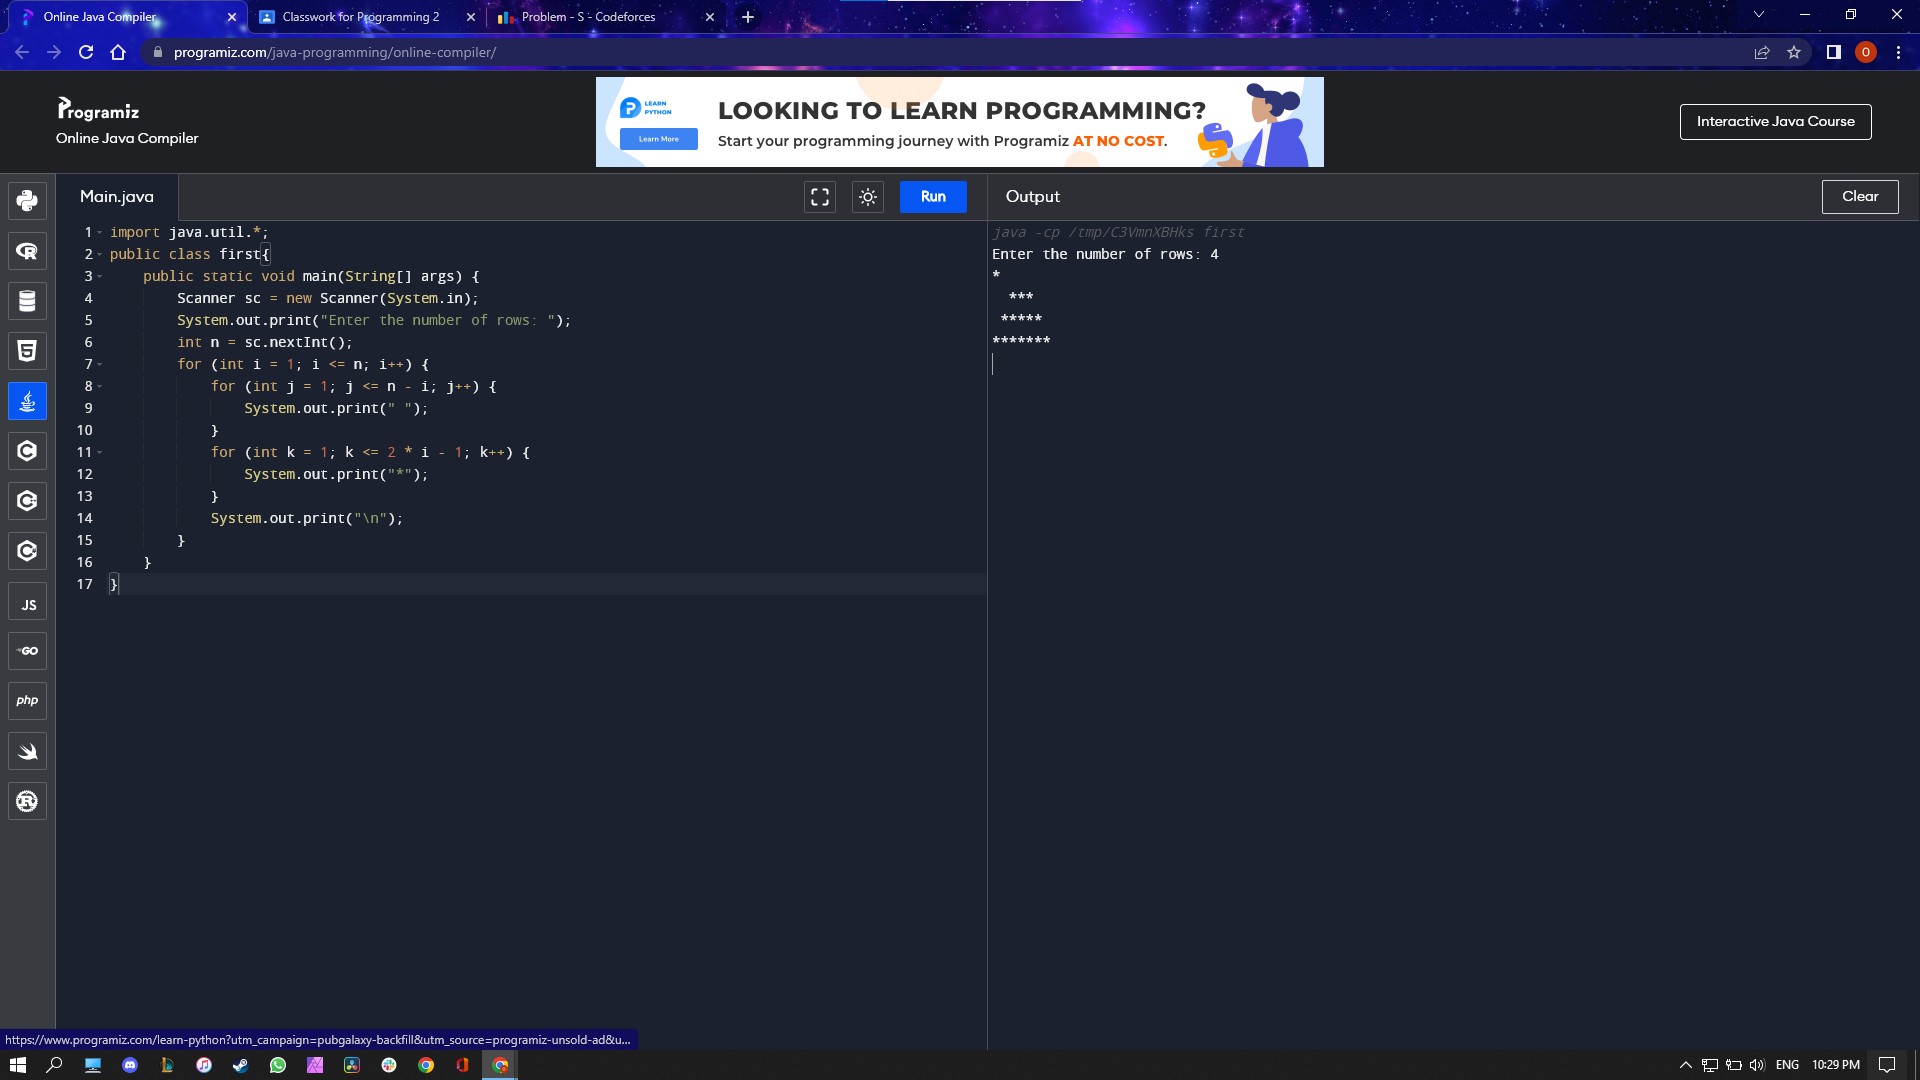 Online Java Compiler
Classwork for Programming 2
Problem - S - Codeforces
programiz.com/java-programming/online-compiler/
O
Programiz
Online Java Compiler
LEARN
PYTHON
Learn More
LOOKING TO LEARN PROGRAMMING?
Start your programming journey with Programiz AT NO COST.
Interactive Java Course
Main.java
Run
Output
Clear
1 import java.util.*;
2 public class first{
3     public static void main(String[] args) {
4         Scanner sc = new Scanner(System.in);
5         System.out.print("Enter the number of rows: ");
6         int n = sc.nextInt();
7         for (int i = 1; i <= n; i++) {
8             for (int j = 1; j <= n - i; j++) {
9                 System.out.print(" ");
10             }
11             for (int k = 1; k <= 2 * i - 1; k++) {
12                 System.out.print("*");
13             }
14             System.out.print("\n");
15         }
16     }
17 }
java -cp /tmp/C3VmnXBHks first
Enter the number of rows: 4
*
  ***
 *****
*******
JS
GO
php
https://www.programiz.com/learn-python?utm_campaign=pubgalaxy-backfill&utm_source=programiz-unsold-ad&u...
ENG
10:29 PM